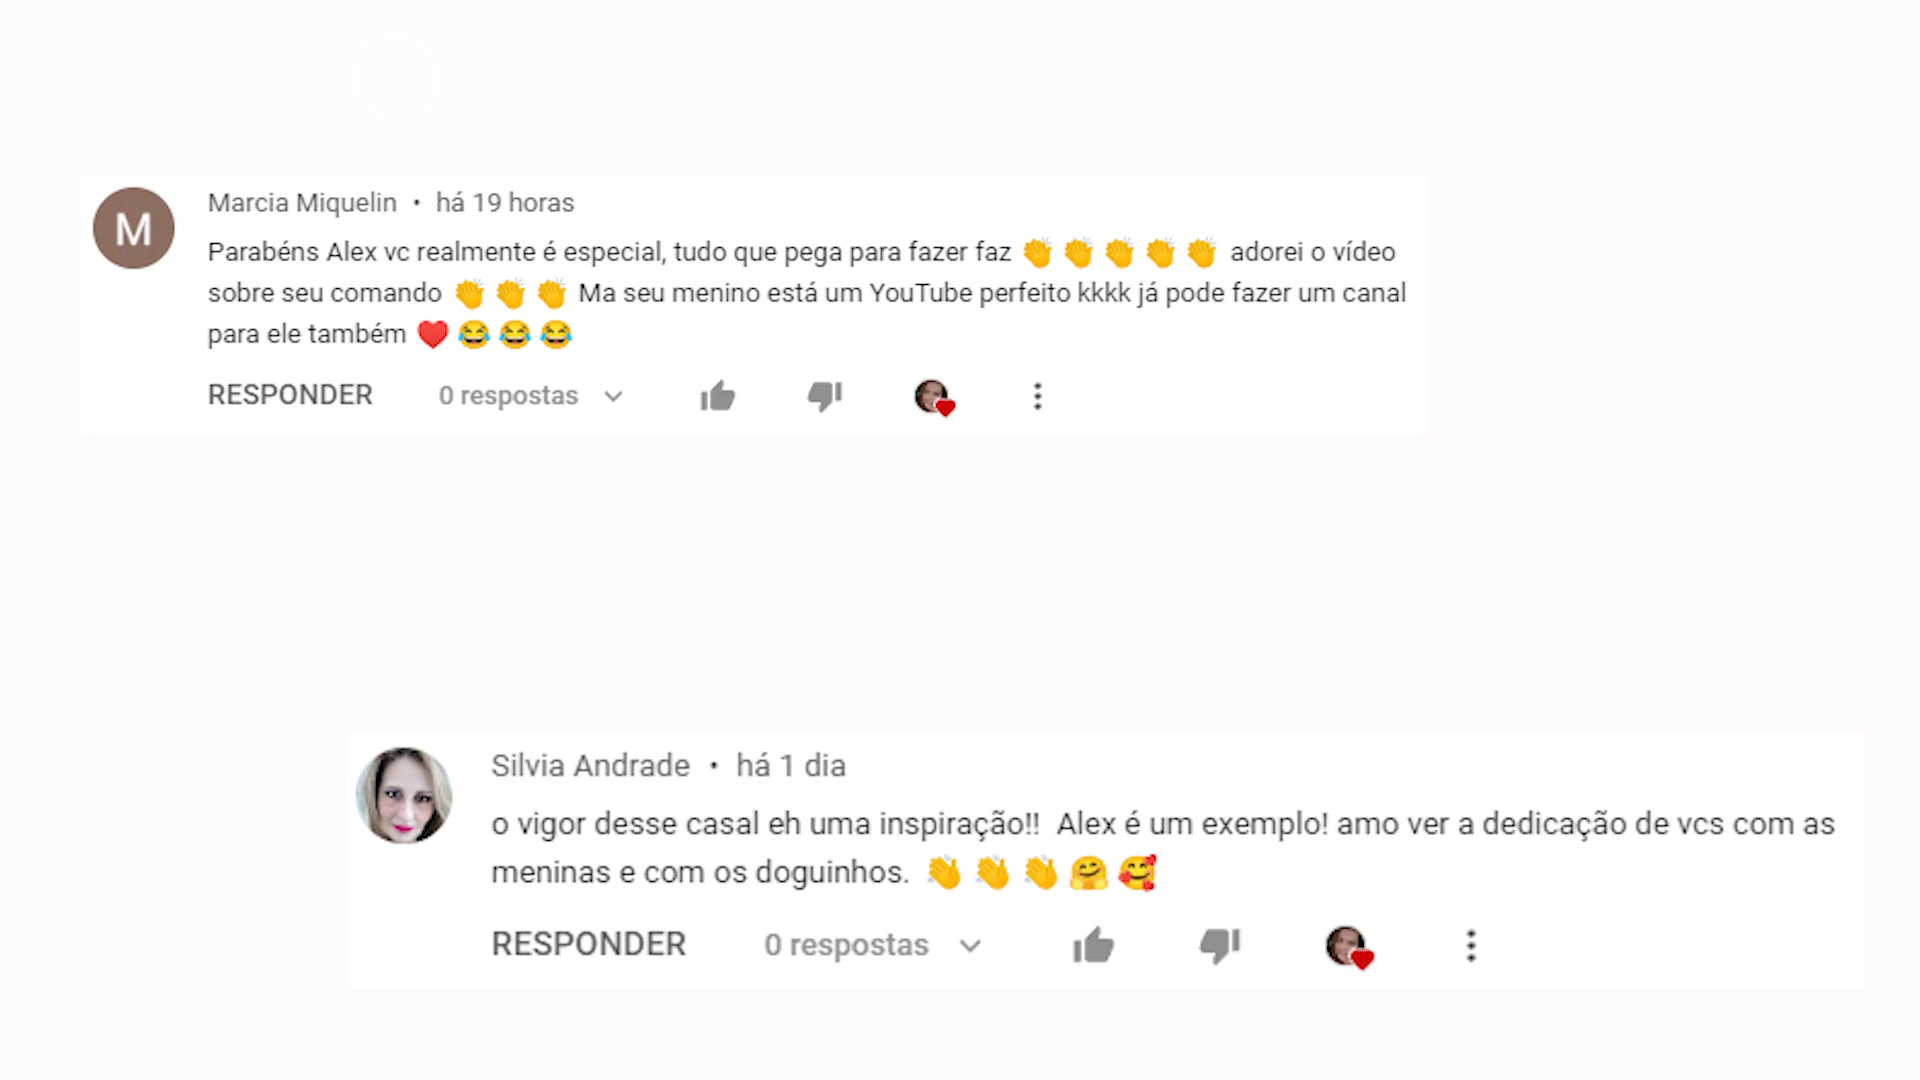 M
Marcia Miquelin • há 19 horas
Parabéns Alex vc realmente é especial, tudo que pega para fazer faz 👏 👏 👏 👏 👏 adorei o vídeo
sobre seu comando 👏 👏 👏 Ma seu menino está um YouTube perfeito kkkk já pode fazer um canal
para ele também ❤️ 😂 😂 😂
RESPONDER 0 respostas
Silvia Andrade • há 1 dia
o vigor desse casal eh uma inspiração!! Alex é um exemplo! amo ver a dedicação de vcs com as
meninas e com os doguinhos. 👏 👏 👏 🤗 🥰
RESPONDER 0 respostas